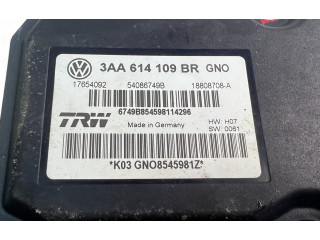 3AA 614 109 BR GNO
17654092 54086749B 18808708-A
6749B854598114296
TRW
Made in Germany
HW: H07
SW: 0061
*K03 GNO8545981Z*